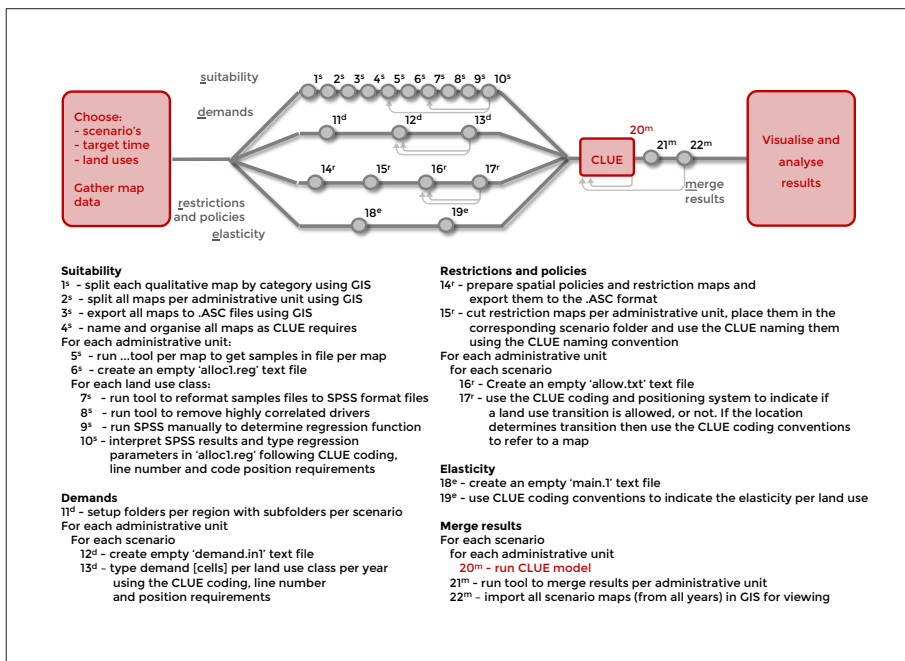 suitability
demands
restrictions
and policies
elasticity
Choose:
- scenario's
- target time
- land uses
Gather map
data
1s 2s 3s 4s 5s 6s 7s 8s 9s 10s
11d 12d 13d
14r 15r 16r 17r
18e 19e
CLUE
20m
21m 22m
merge
results
Visualise and
analyse
results
Suitability
1s - split each qualitative map by category using GIS
2s - split all maps per administrative unit using GIS
3s - export all maps to .ASC files using GIS
4s - name and organise all maps as CLUE requires
For each administrative unit:
5s - run ...tool per map to get samples in file per map
6s - create an empty 'alloc1.reg' text file
For each land use class:
7s - run tool to reformat samples files to SPSS format files
8s - run tool to remove highly correlated drivers
9s - run SPSS manually to determine regression function
10s - interpret SPSS results and type regression
parameters in 'alloc1.reg' following CLUE coding,
line number and code position requirements
Demands
11d - setup folders per region with subfolders per scenario
For each administrative unit
For each scenario
12d - create empty 'demand.in1' text file
13d – type demand [cells] per land use class per year
using the CLUE coding, line number
and position requirements
Restrictions and policies
14r - prepare spatial policies and restriction maps and
export them to the .ASC format
15r - cut restriction maps per administrative unit, place them in the
corresponding scenario folder and use the CLUE naming them
using the CLUE naming convention
For each administrative unit
for each scenario
16r - Create an empty 'allow.txt' text file
17r - use the CLUE coding and positioning system to indicate if
a land use transition is allowed, or not. If the location
determines transition then use the CLUE coding conventions
to refer to a map
Elasticity
18e - create an empty 'main.1' text file
19e - use CLUE coding conventions to indicate the elasticity per land use
Merge results
For each scenario
for each administrative unit
20m - run CLUE model
21m - run tool to merge results per administrative unit
22m – import all scenario maps (from all years) in GIS for viewing